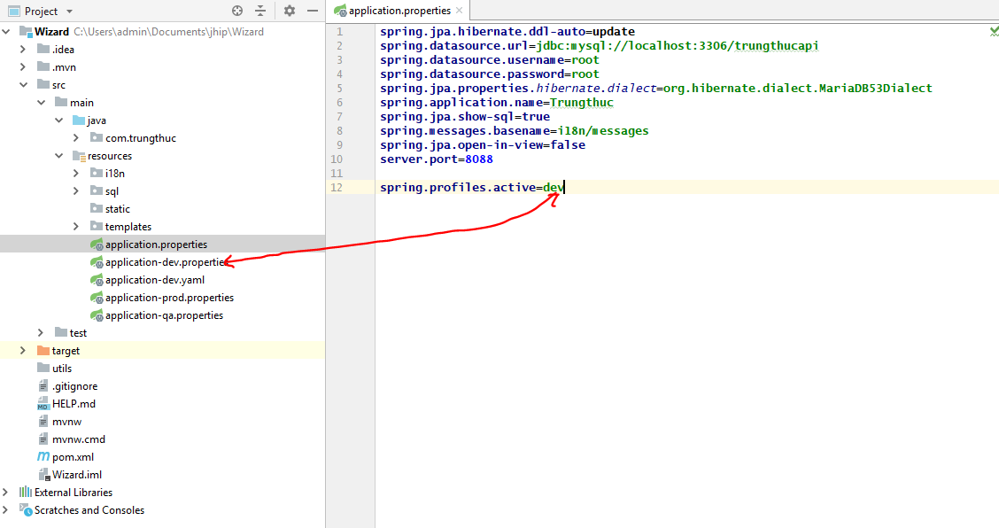 Project
Wizard C:\Users\admin\Documents\jhip\Wizard
.idea
.mvn
src
main
java
com.trungthuc
resources
i18n
sql
static
templates
application.properties
application-dev.properties
application-dev.yaml
application-prod.properties
application-qa.properties
test
target
utils
.gitignore
HELP.md
mvnw
mvnw.cmd
pom.xml
Wizard.iml
External Libraries
Scratches and Consoles
application.properties
1 spring.jpa.hibernate.ddl-auto=update
2 spring.datasource.url=jdbc:mysql://localhost:3306/trungthucapi
3 spring.datasource.username=root
4 spring.datasource.password=root
5 spring.jpa.properties.hibernate.dialect=org.hibernate.dialect.MariaDB53Dialect
6 spring.application.name=Trungthuc
7 spring.jpa.show-sql=true
8 spring.messages.basename=i18n/messages
9 spring.jpa.open-in-view=false
10 server.port=8088
11
12 spring.profiles.active=dev